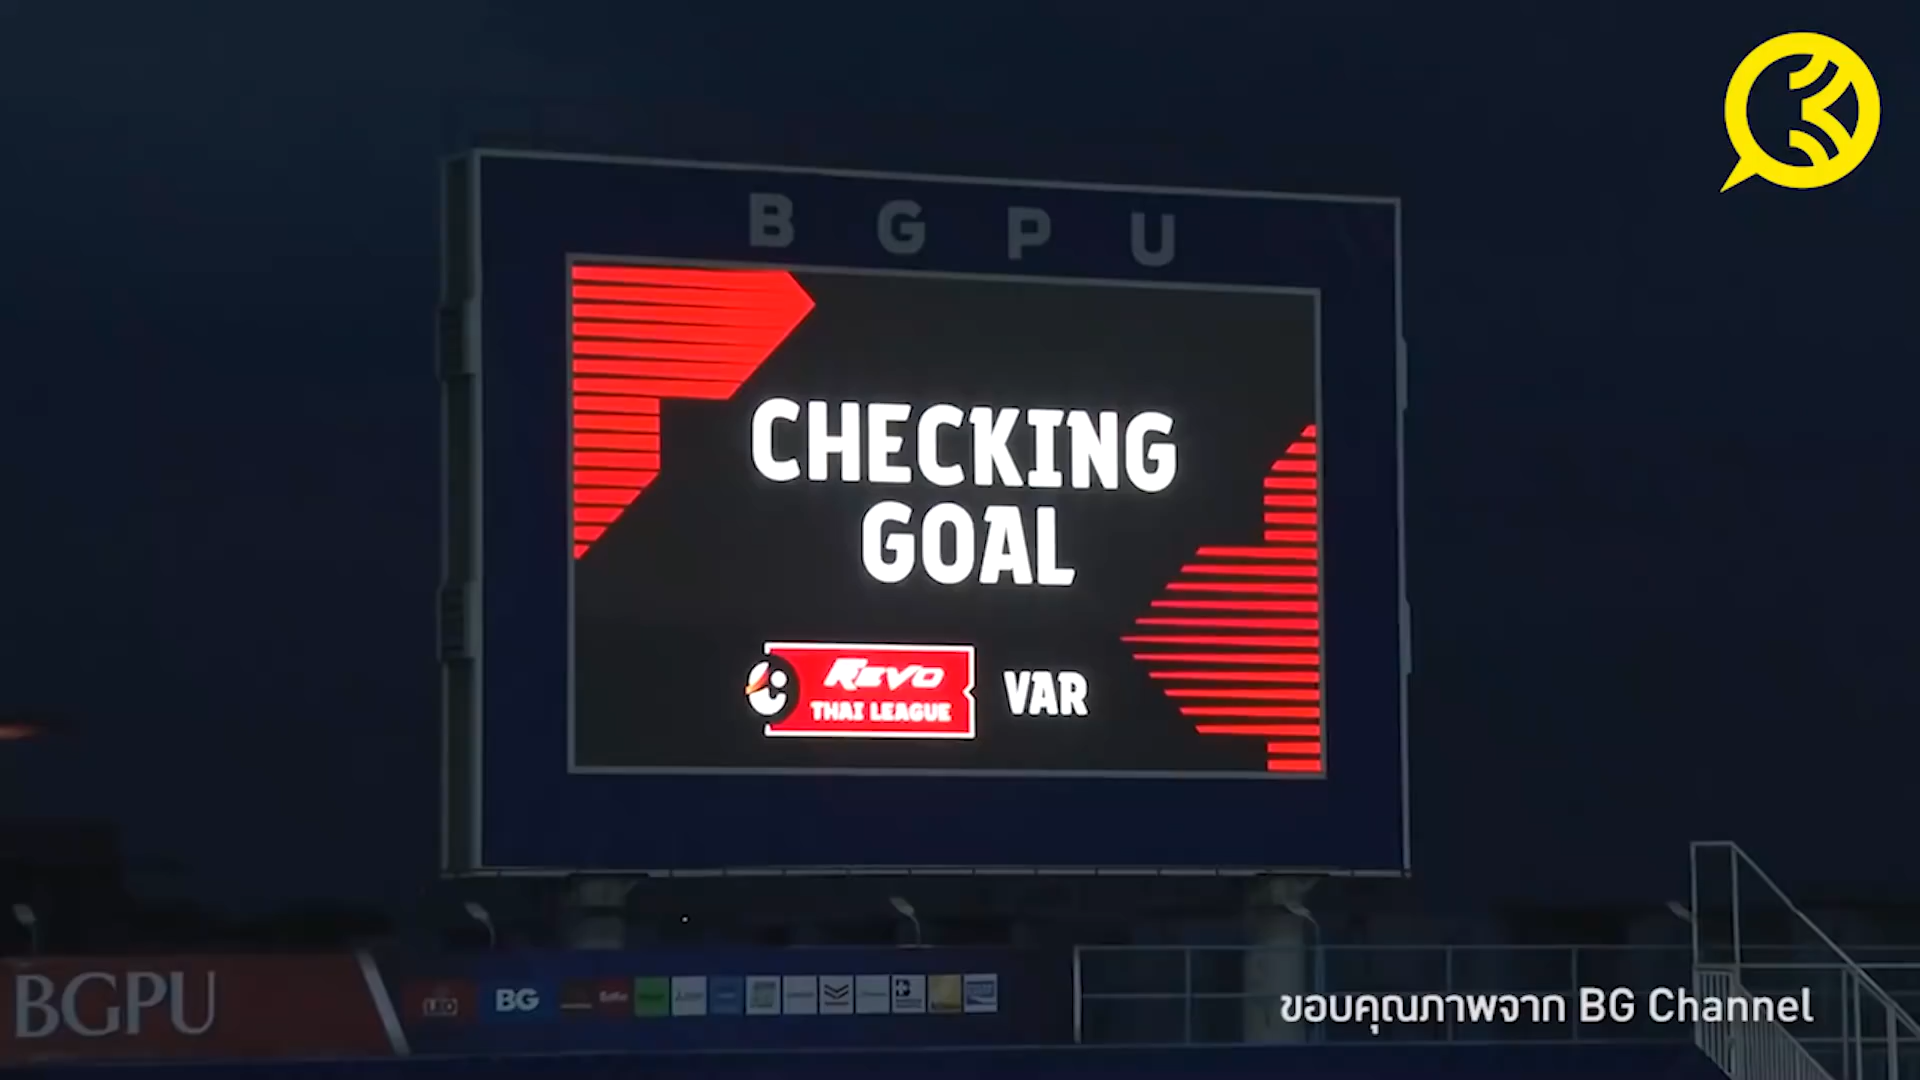 B G P U
CHECKING
GOAL
REVO
THAI LEAGUE
VAR
BGPU
LEO
BG
ขอบคุณภาพจาก BG Channel